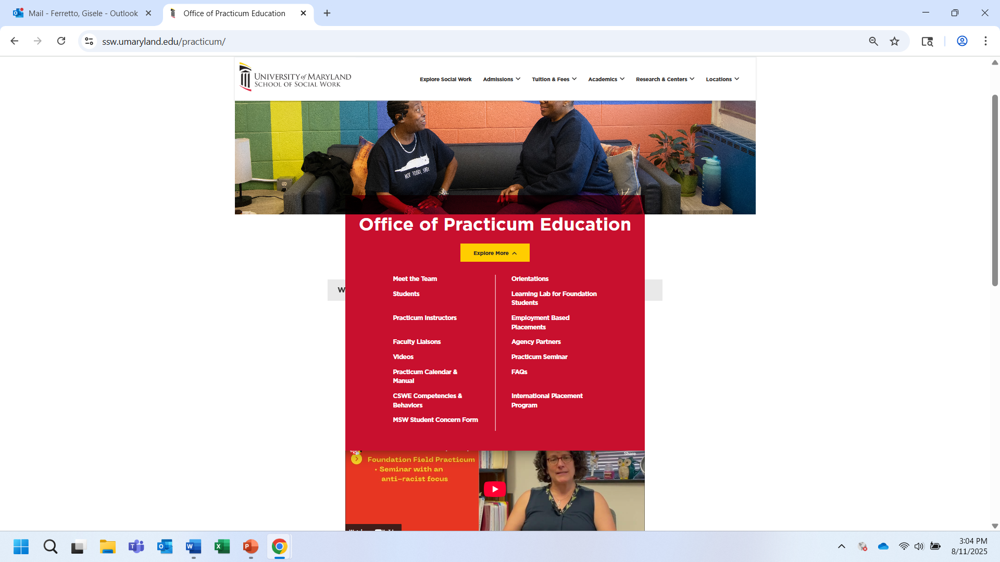 Mail - Ferretto, Gisele - Outlook
Office of Practicum Education
ssw.umaryland.edu/practicum/
UNIVERSITY of MARYLAND
SCHOOL OF SOCIAL WORK
Explore Social Work
Admissions
Tuition & Fees
Academics
Research & Centers
Locations
NOT TODAY, BABY
Office of Practicum Education
Explore More
Meet the Team
Orientations
Students
Learning Lab for Foundation
Students
Practicum Instructors
Employment Based
Placements
Faculty Liaisons
Agency Partners
Videos
Practicum Seminar
Practicum Calendar &
Manual
FAQs
CSWE Competencies &
Behaviors
International Placement
Program
MSW Student Concern Form
Foundation Field Practicum
• Seminar with an
anti-racist focus
Share
3:04 PM
8/11/2025